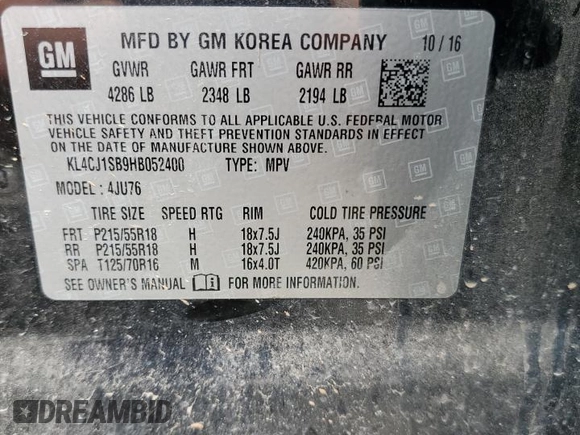 GM MFD BY GM KOREA COMPANY 10 / 16
GVWR GAWR FRT GAWR RR
4286 LB 2348 LB 2194 LB
THIS VEHICLE CONFORMS TO ALL APPLICABLE U.S. FEDERAL MOTOR
VEHICLE SAFETY AND THEFT PREVENTION STANDARDS IN EFFECT
ON THE DATE OF MANUFACTURE SHOWN ABOVE.
KL4CJ1SB9HB052400 TYPE: MPV
MODEL : 4JU76
TIRE SIZE SPEED RTG RIM COLD TIRE PRESSURE
FRT P215/55R18 H 18x7.5J 240KPA, 35 PSI
RR P215/55R18 H 18x7.5J 240KPA, 35 PSI
SPA T125/70R16 M 16x4.0T 420KPA, 60 PSI
SEE OWNER'S MANUAL FOR MORE INFORMATION.
DREAMBID